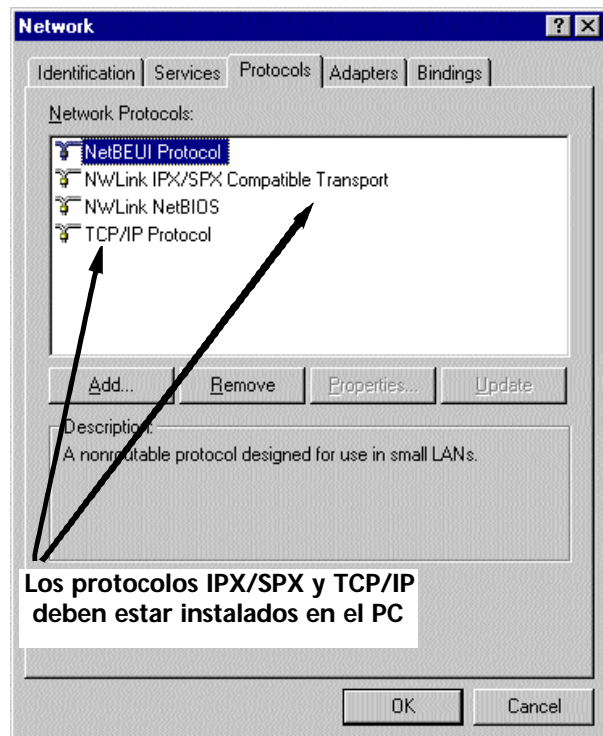 Network
Identification Services Protocols Adapters Bindings
Network Protocols:
NetBEUI Protocol
NWLink IPX/SPX Compatible Transport
NWLink NetBIOS
TCP/IP Protocol
Add... Remove Properties... Update
Description:
A nonroutable protocol designed for use in small LANs.
Los protocolos IPX/SPX y TCP/IP
deben estar instalados en el PC
OK Cancel